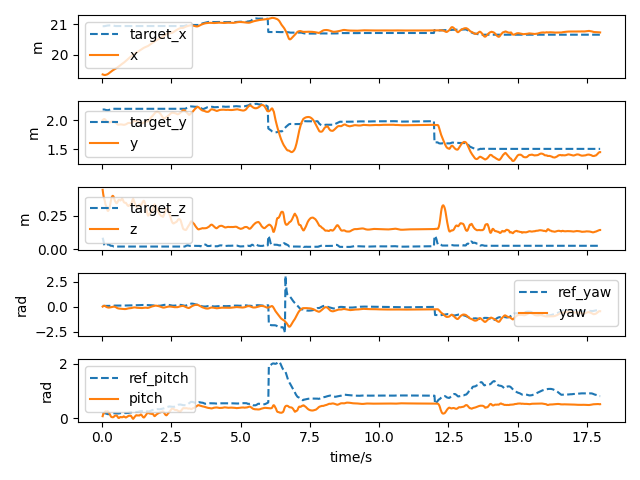 21
20
m
target_x
x
2.0
1.5
m
target_y
y
0.25
0.00
m
target_z
z
2.5
0.0
−2.5
rad
ref_yaw
yaw
2
0
rad
ref_pitch
pitch
0.0 2.5 5.0 7.5 10.0 12.5 15.0 17.5
time/s